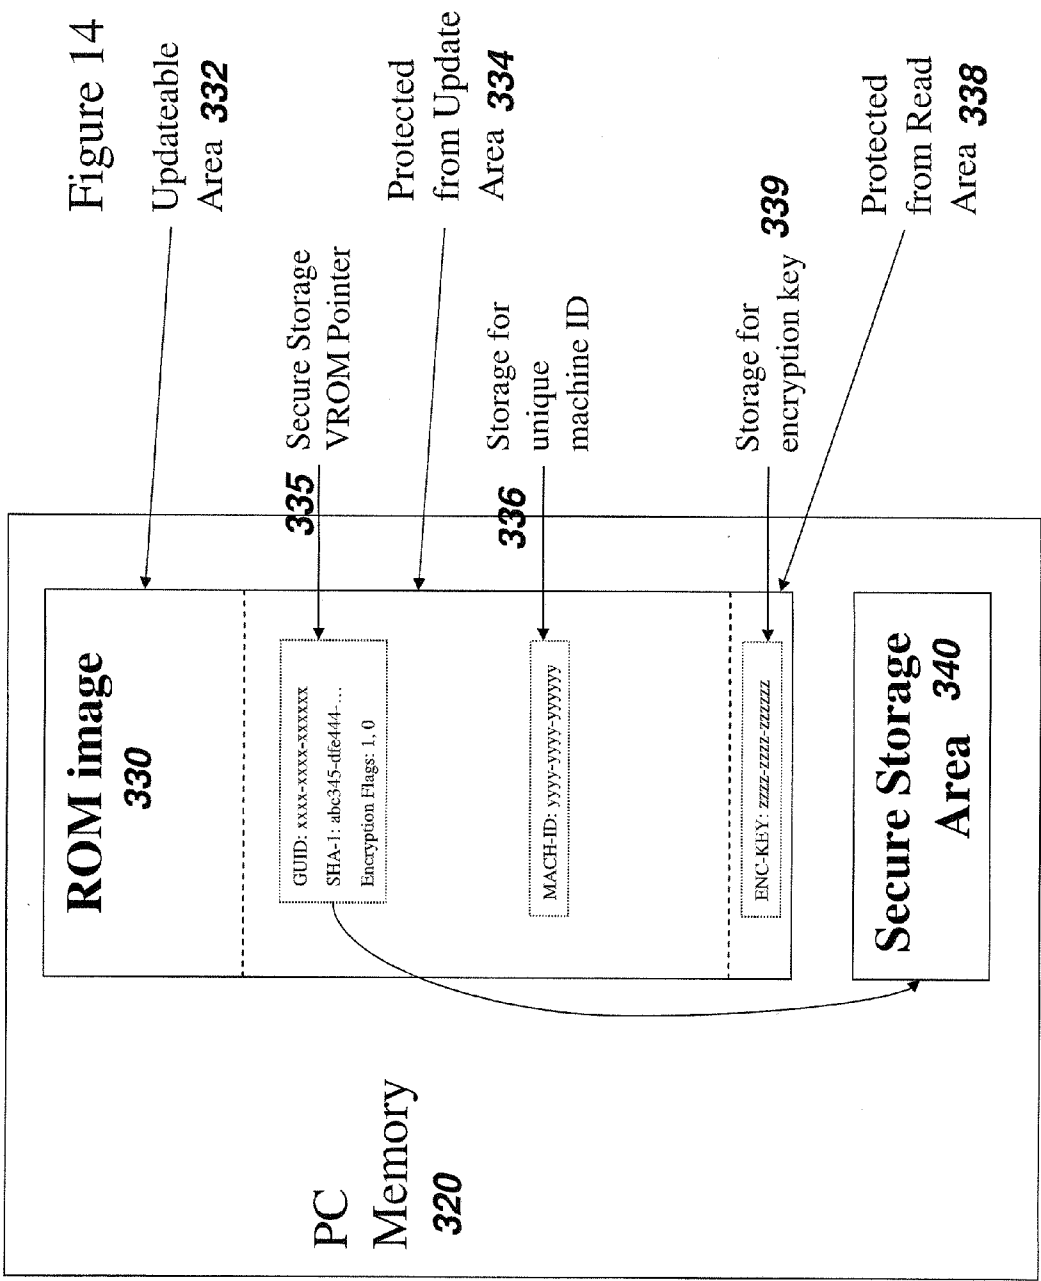 Figure 14
ROM image
330
Updateable
Area 332
GUID: xxxx-xxxx-xxxxxx
SHA-1: abc345-dfe444-...
Encryption Flags: 1, 0
335 Secure Storage
VROM Pointer
Protected
from Update
Area 334
MACH-ID: yyyy-yyyy-yyyyyy
336
Storage for
unique
machine ID
ENC-KEY: zzzz-zzzz-zzzzzz
Storage for
encryption key 339
Protected
from Read
Area 338
Secure Storage
Area 340
PC
Memory
320